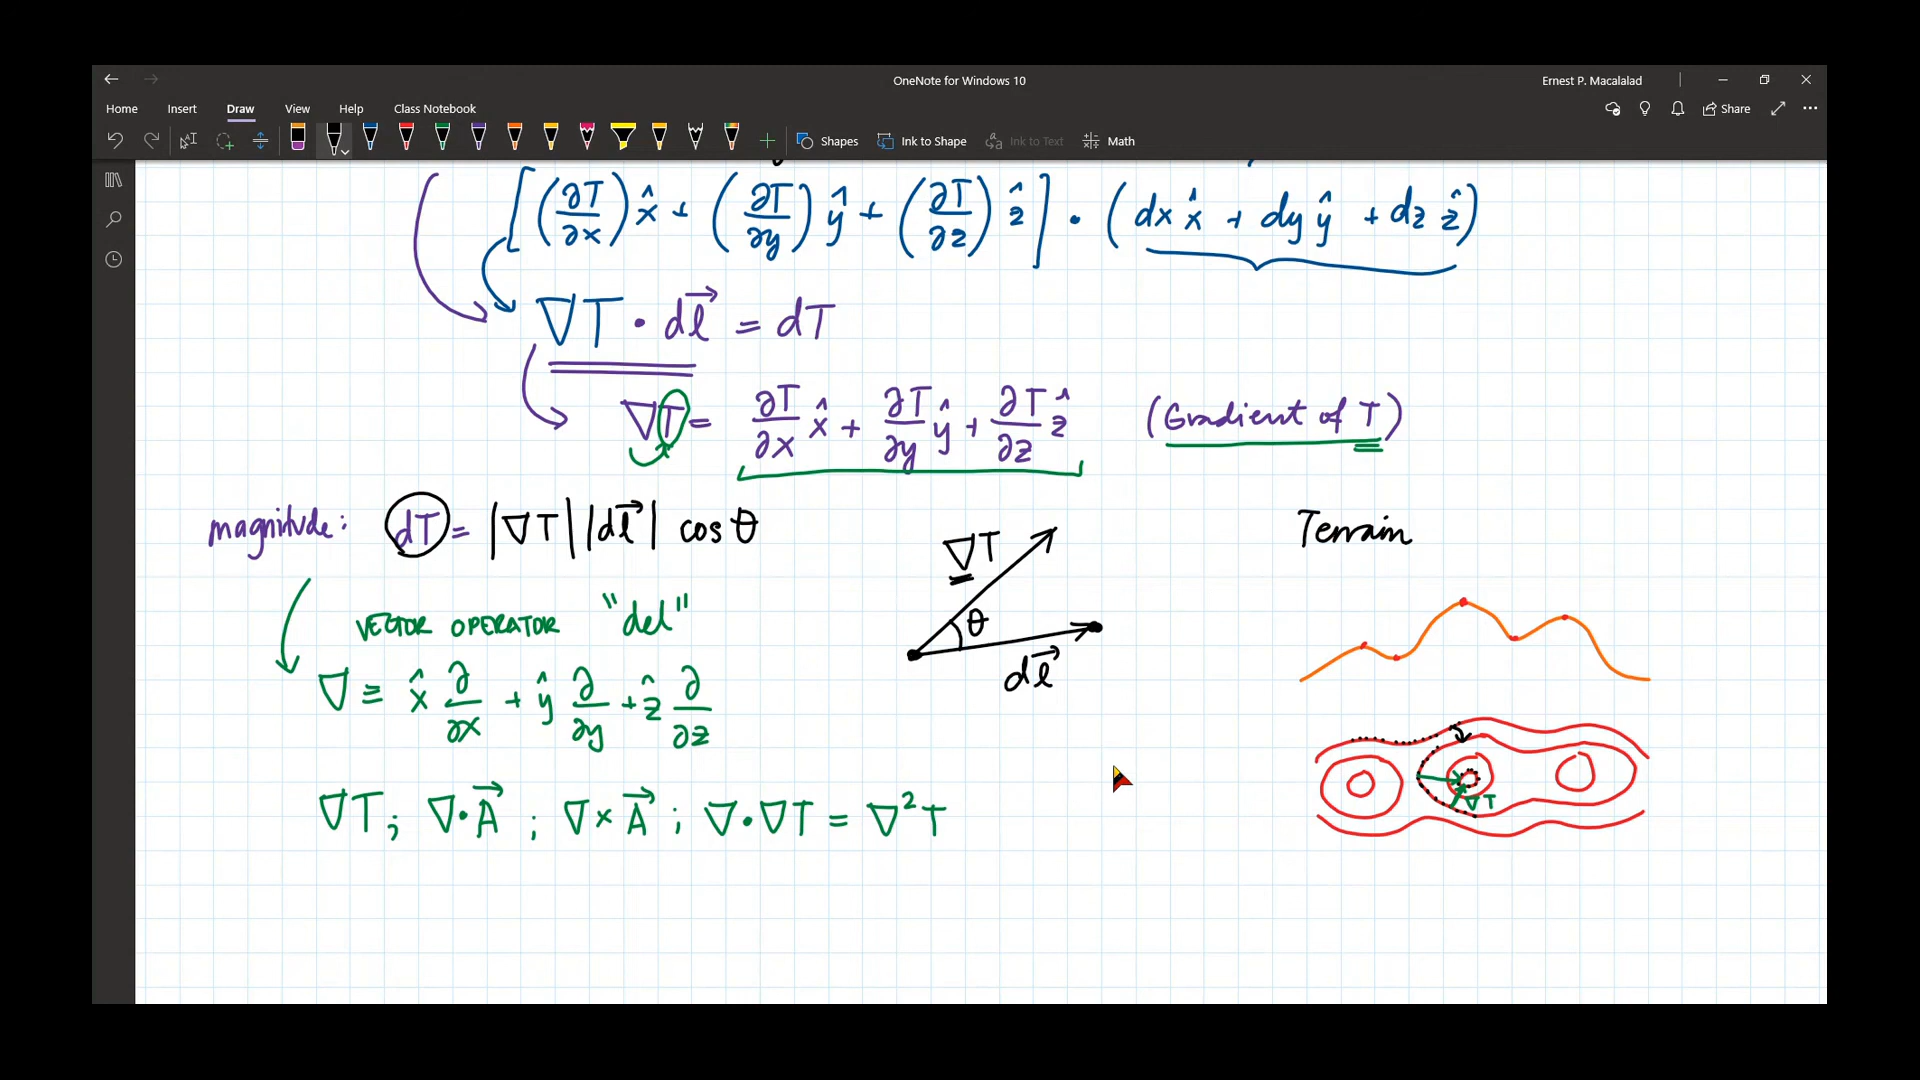 OneNote for Windows 10
Ernest P. Macalalad
Home Insert Draw View Help Class Notebook
Share
Shapes Ink to Shape Ink to Text Math
[(∂T/∂x) x̂ + (∂T/∂y) ŷ + (∂T/∂z) ẑ] • (dx x̂ + dy ŷ + dz ẑ)
∇T • dl⃗ = dT
∇T = ∂T/∂x x̂ + ∂T/∂y ŷ + ∂T/∂z ẑ (Gradient of T)
magnitude: dT = |∇T| |dl⃗| cos θ
Terrain
∇T
θ
dl⃗
VECTOR OPERATOR "del"
∇ ≡ x̂ ∂/∂x + ŷ ∂/∂y + ẑ ∂/∂z
∇T
∇T ; ∇•A⃗ ; ∇×A⃗ ; ∇•∇T = ∇²T